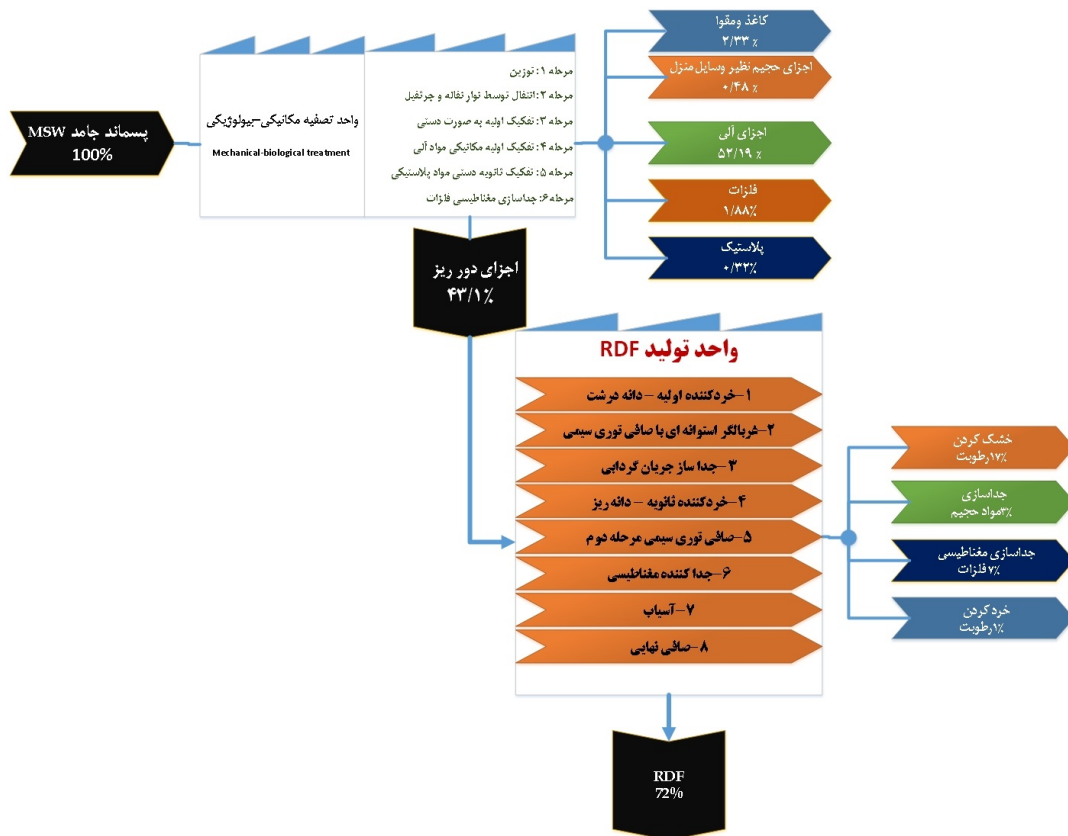 پسماند جامد MSW
100%
واحد تصفیه مکانیکی-بیولوژیکی
Mechanical-biological treatment
مرحله ۱: توزین
مرحله ۲: انتقال توسط نوار نقاله و جرثقیل
مرحله ۳: تفکیک اولیه به صورت دستی
مرحله ۴: تفکیک اولیه مکانیکی مواد آلی
مرحله ۵: تفکیک ثانویه دستی مواد پلاستیکی
مرحله ۶: جداسازی مغناطیسی فلزات
کاغذ ومقوا
۲/۳۳ %
اجزای حجیم نظیر وسایل منزل
۰/۴۸ %
اجزای آلی
۵۲/۱۹ %
فلزات
۱/۸۸%
پلاستیک
۰/۳۲%
اجزای دور ریز
۴۳/۱%
واحد تولید RDF
۱-خردکننده اولیه – دانه درشت
۲-غربالگر استوانه ای با صافی توری سیمی
۳-جدا ساز جریان گردابی
۴-خردکننده ثانویه – دانه ریز
۵-صافی توری سیمی مرحله دوم
۶-جدا کننده مغناطیسی
۷-آسیاب
۸-صافی نهایی
خشک کردن
۱۷%رطوبت
جداسازی
۳%مواد حجیم
جداسازی مغناطیسی
۷% فلزات
خرد کردن
۱%رطوبت
RDF
72%